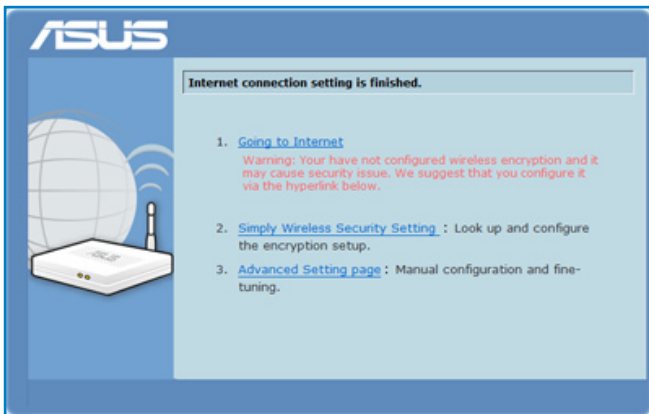 ASUS
Internet connection setting is finished.
1. Going to Internet
Warning: Your have not configured wireless encryption and it
may cause security issue. We suggest that you configure it
via the hyperlink below.
2. Simply Wireless Security Setting : Look up and configure
the encryption setup.
3. Advanced Setting page : Manual configuration and fine-
tuning.